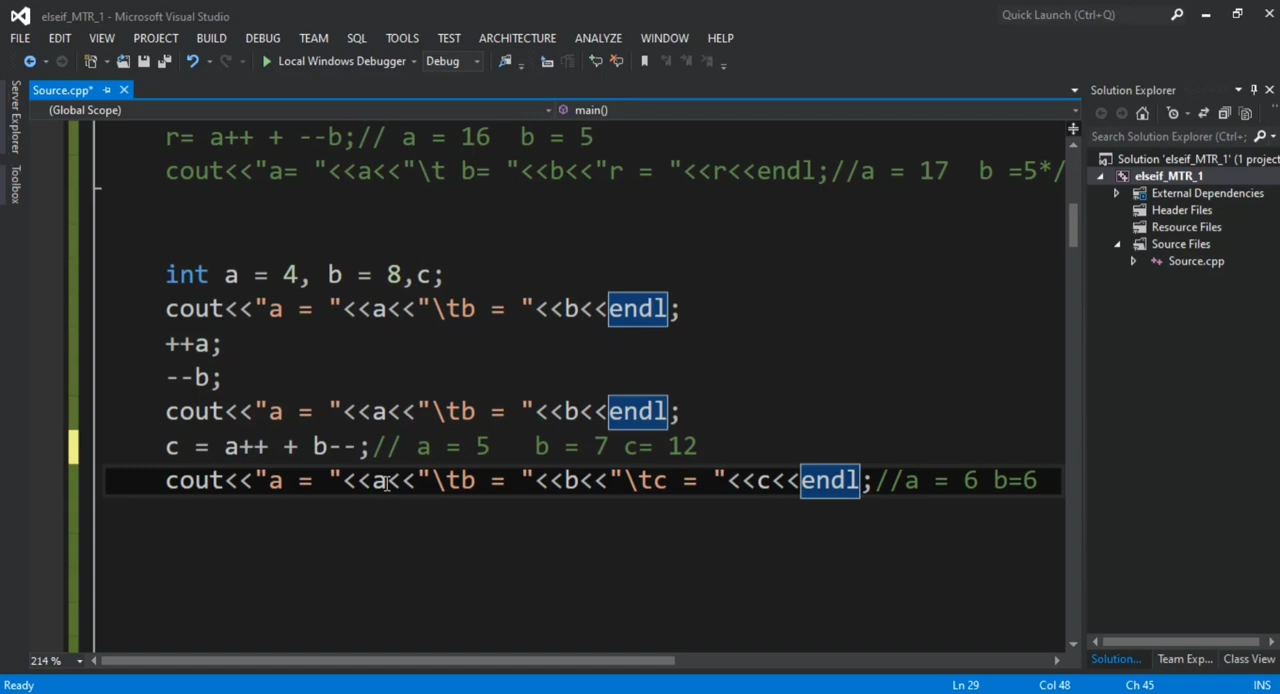 elseif_MTR_1 - Microsoft Visual Studio
Quick Launch (Ctrl+Q)
FILE EDIT VIEW PROJECT BUILD DEBUG TEAM SQL TOOLS TEST ARCHITECTURE ANALYZE WINDOW HELP
Local Windows Debugger Debug
Server Explorer
Toolbox
Source.cpp*
(Global Scope) main()
r= a++ + --b;// a = 16  b = 5
cout<<"a= "<<a<<"\t b= "<<b<<"r = "<<r<<endl;//a = 17  b =5*/
int a = 4, b = 8,c;
cout<<"a = "<<a<<"\tb = "<<b<<endl;
++a;
--b;
cout<<"a = "<<a<<"\tb = "<<b<<endl;
c = a++ + b--;// a = 5   b = 7 c= 12
cout<<"a = "<<a<<"\tb = "<<b<<"\tc = "<<c<<endl;//a = 6 b=6
214 %
Solution Explorer
Search Solution Explorer (Ctrl+;
Solution 'elseif_MTR_1' (1 project
elseif_MTR_1
External Dependencies
Header Files
Resource Files
Source Files
Source.cpp
Solution... Team Exp... Class View
Ready Ln 29 Col 48 Ch 45 INS